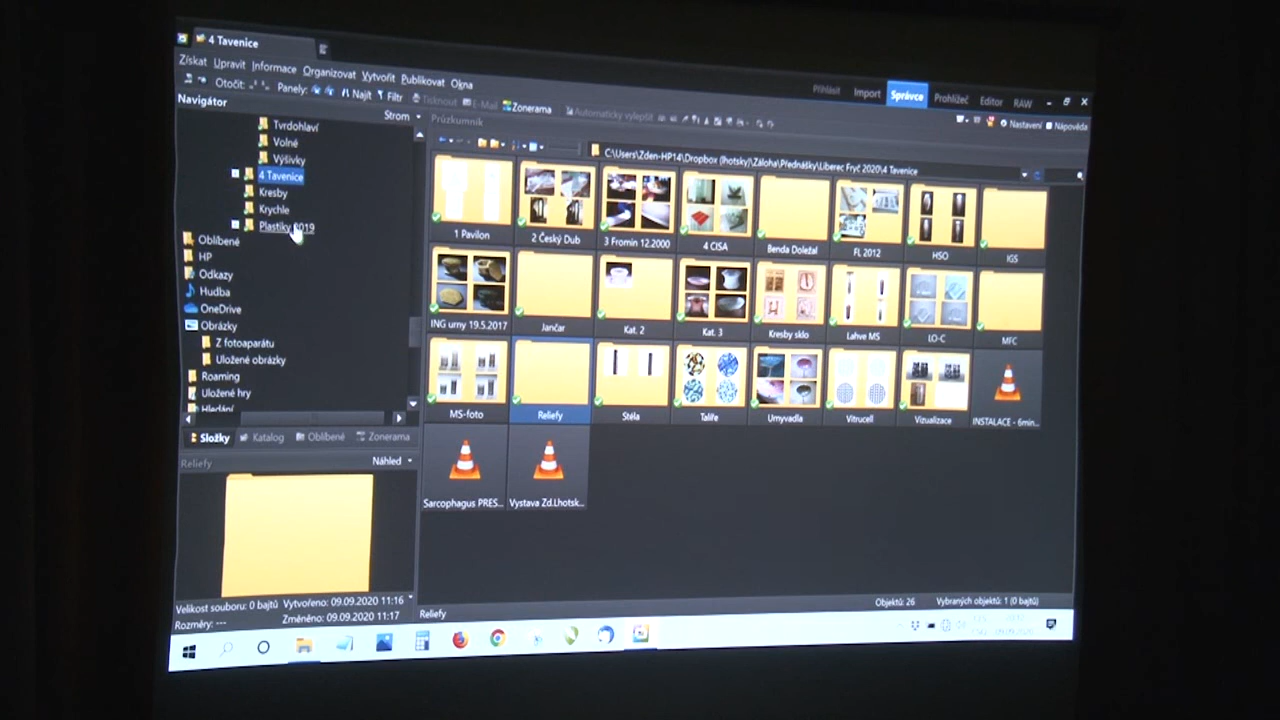 4 Tavenice
Získat Upravit Informace Organizovat Vytvořit Publikovat Okna
Přihlásit Import Správce Prohlížeč Editor RAW
Otočit: Panely: Najít Filtr Tisknout E-Mail Zonerama Automaticky vylepšit
Nastavení Nápověda
Navigátor
Strom
Průzkumník
C:\Users\Zden-HP14\Dropbox (lhotsky)\Záloha\Přednášky\Liberec Fryč 2020\4 Tavenice
Tvrdohlaví
Volné
Výšivky
4 Tavenice
Kresby
Krychle
Plastiky 2019
Oblíbené
HP
Odkazy
Hudba
OneDrive
Obrázky
Z fotoaparátu
Uložené obrázky
Roaming
Uložené hry
Hledání
Složky Katalog Oblíbené Zonerama
1 Pavilon 2 Český Dub 3 Fromin 12.2000 4 CISA Benda Doležal FL 2012 HSO IGS
ING urny 19.5.2017 Jančar Kat. 2 Kat. 3 Kresby sklo Lahve MS LO-C MFC
MS-foto Reliefy Stéla Talíře Umyvadla Vitrucell Vizualizace INSTALACE - 6min...
Sarcophagus PRES... Vystava Zd.Lhotsk...
Reliefy Náhled
Velikost souboru: 0 bajtů Vytvořeno: 09.09.2020 11:16
Rozměry: --- Změněno: 09.09.2020 11:17
Reliefy
Objektů: 26 Vybraných objektů: 1 (0 bajtů)